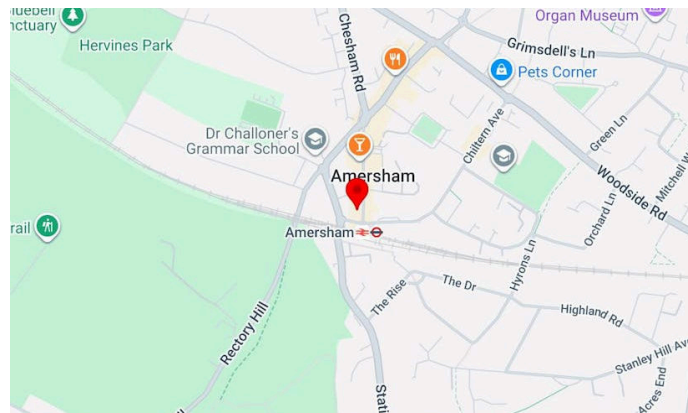 Organ Museum
Hervines Park
Chesham Rd
Grimsdell's Ln
Pets Corner
Dr Challoner's
Grammar School
Chiltern Ave
Green Ln
Amersham
Woodside Rd
Mitchell W
Orchard Ln
rail
Amersham
Hyrons Ln
The Rise
The Dr
Highland Rd
Rectory Hill
Stanley Hill Av
Acres End
Stati